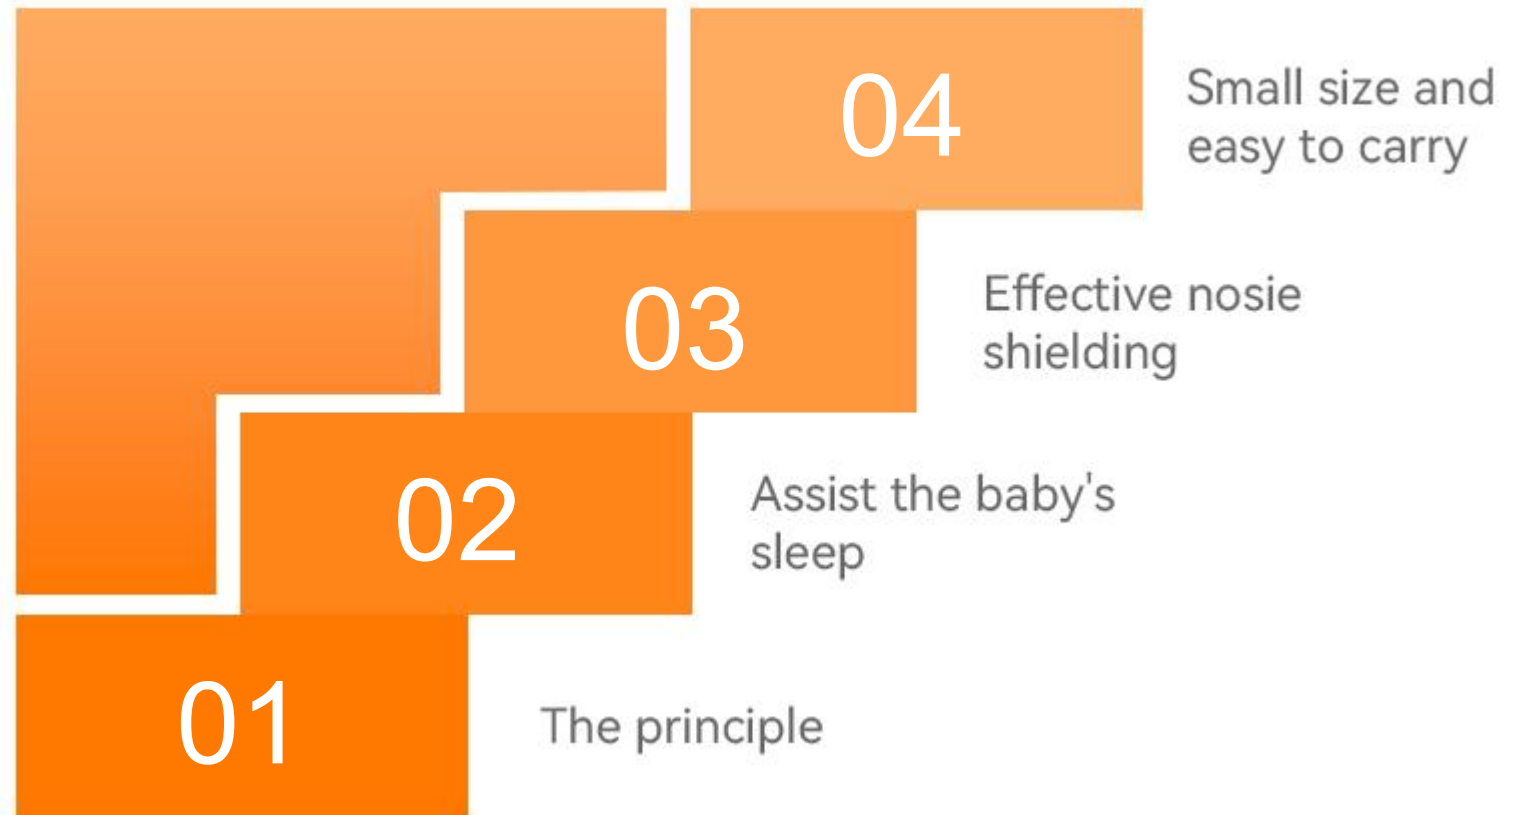 04
Small size and
easy to carry
03
Effective nosie
shielding
02
Assist the baby's
sleep
01
The principle